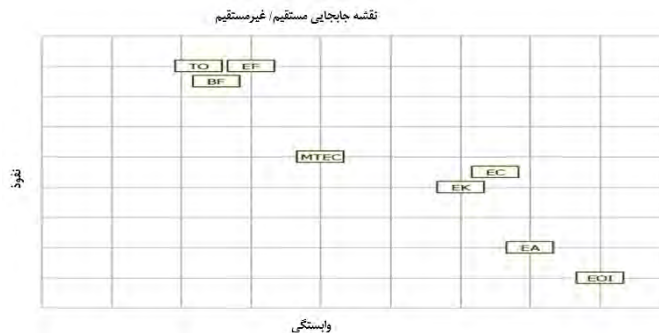 نقشه جابجایی مستقیم/ غیرمستقیم
TO EF
BF
MTEC
EC
EK
EA
EOI
نفوذ
وابستگی